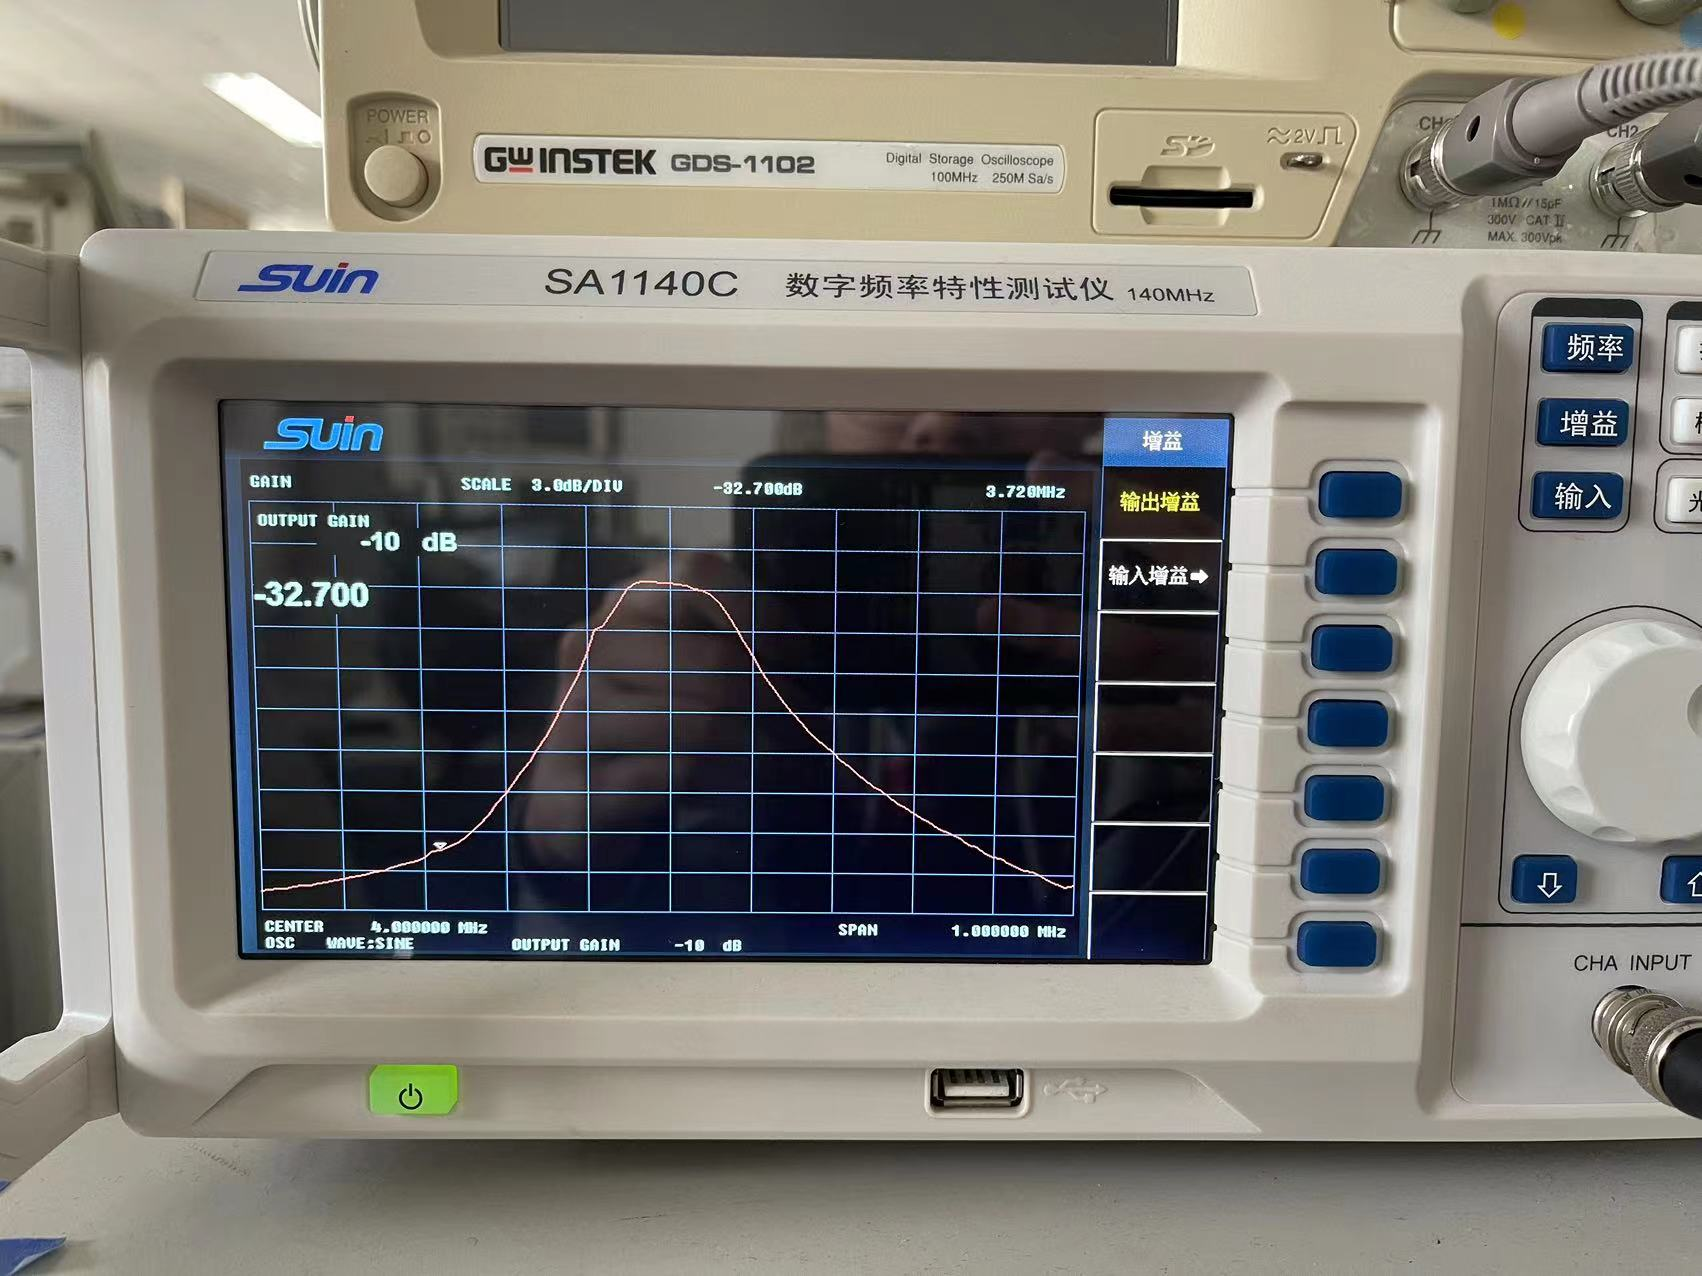 POWER
GWINSTEK GDS-1102
Digital Storage Oscilloscope
100MHz 250M Sa/s
SD
≈2V
CH2
1MΩ//15pF
300V CAT II
MAX. 300Vpk
SUIN SA1140C 数字频率特性测试仪 140MHz
频率
增益
输入
SUIN
增益
GAIN SCALE 3.0dB/DIV -32.700dB 3.720MHz
输出增益
OUTPUT GAIN
-10 dB
输入增益➡
-32.700
CENTER 4.000000 MHz SPAN 1.000000 MHz
OSC WAVE:SINE OUTPUT GAIN -10 dB
CHA INPUT